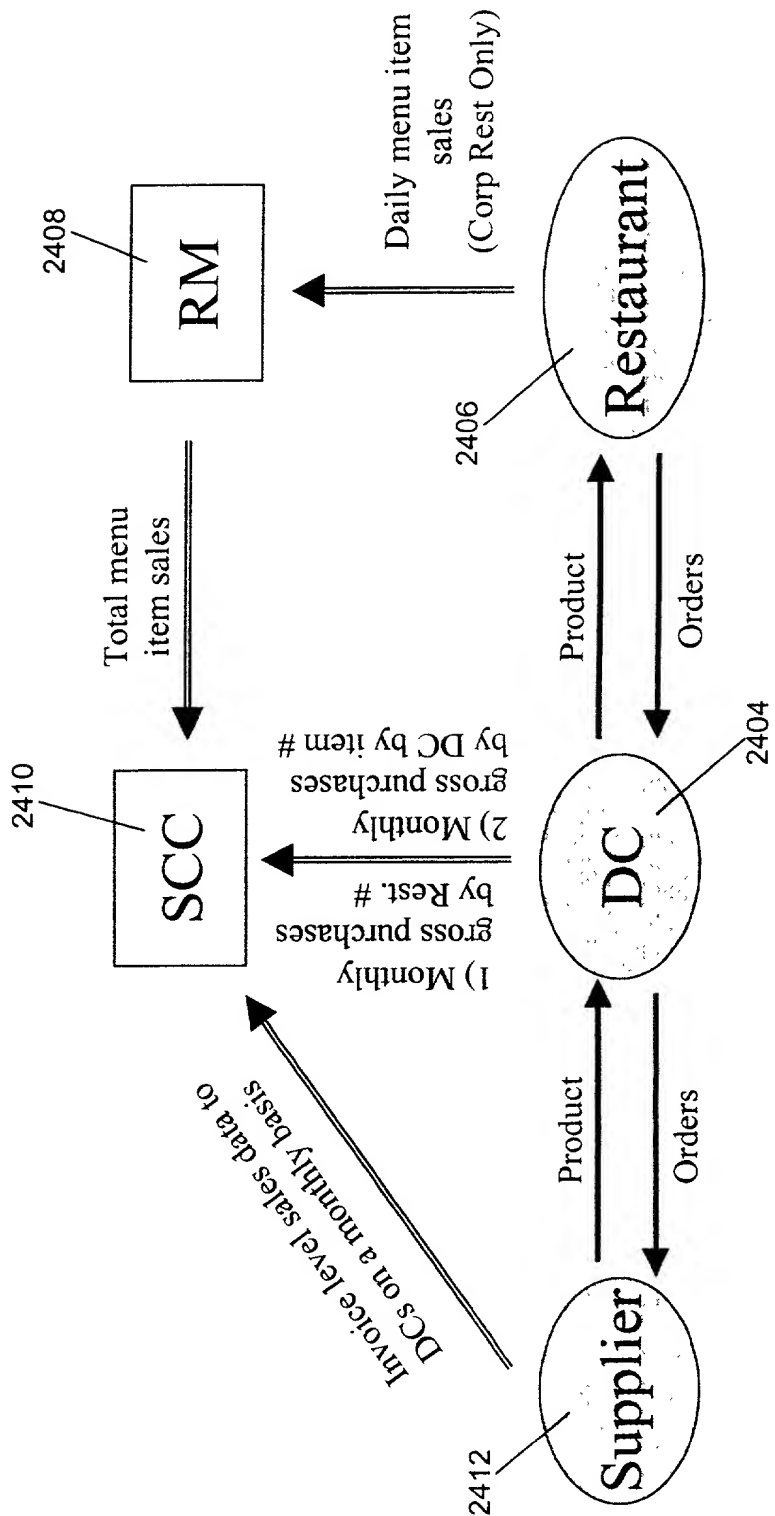 2410
SCC
Total menu
item sales
2408
RM
Invoice level sales data to
DCs on a monthly basis
1) Monthly
gross purchases
by Rest. #
2) Monthly
gross purchases
by DC by item #
Daily menu item
sales
(Corp Rest Only)
2412
Supplier
Product
Orders
DC
2404
Product
Orders
2406
Restaurant